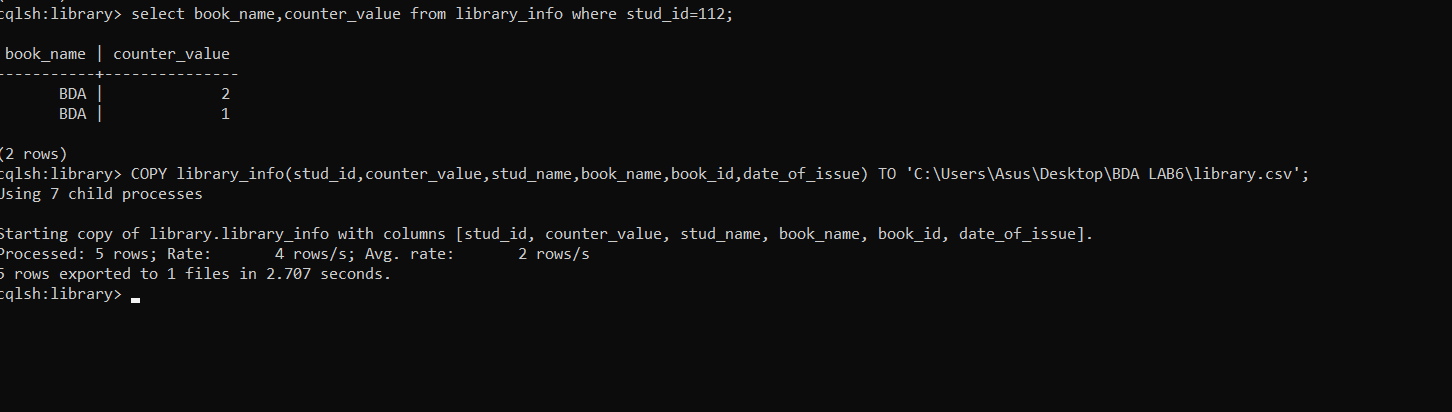 cqlsh:library> select book_name,counter_value from library_info where stud_id=112;
book_name | counter_value
-----------+---------------
BDA | 2
BDA | 1
(2 rows)
cqlsh:library> COPY library_info(stud_id,counter_value,stud_name,book_name,book_id,date_of_issue) TO 'C:\Users\Asus\Desktop\BDA LAB6\library.csv';
Using 7 child processes
Starting copy of library.library_info with columns [stud_id, counter_value, stud_name, book_name, book_id, date_of_issue].
Processed: 5 rows; Rate:       4 rows/s; Avg. rate:       2 rows/s
5 rows exported to 1 files in 2.707 seconds.
cqlsh:library>